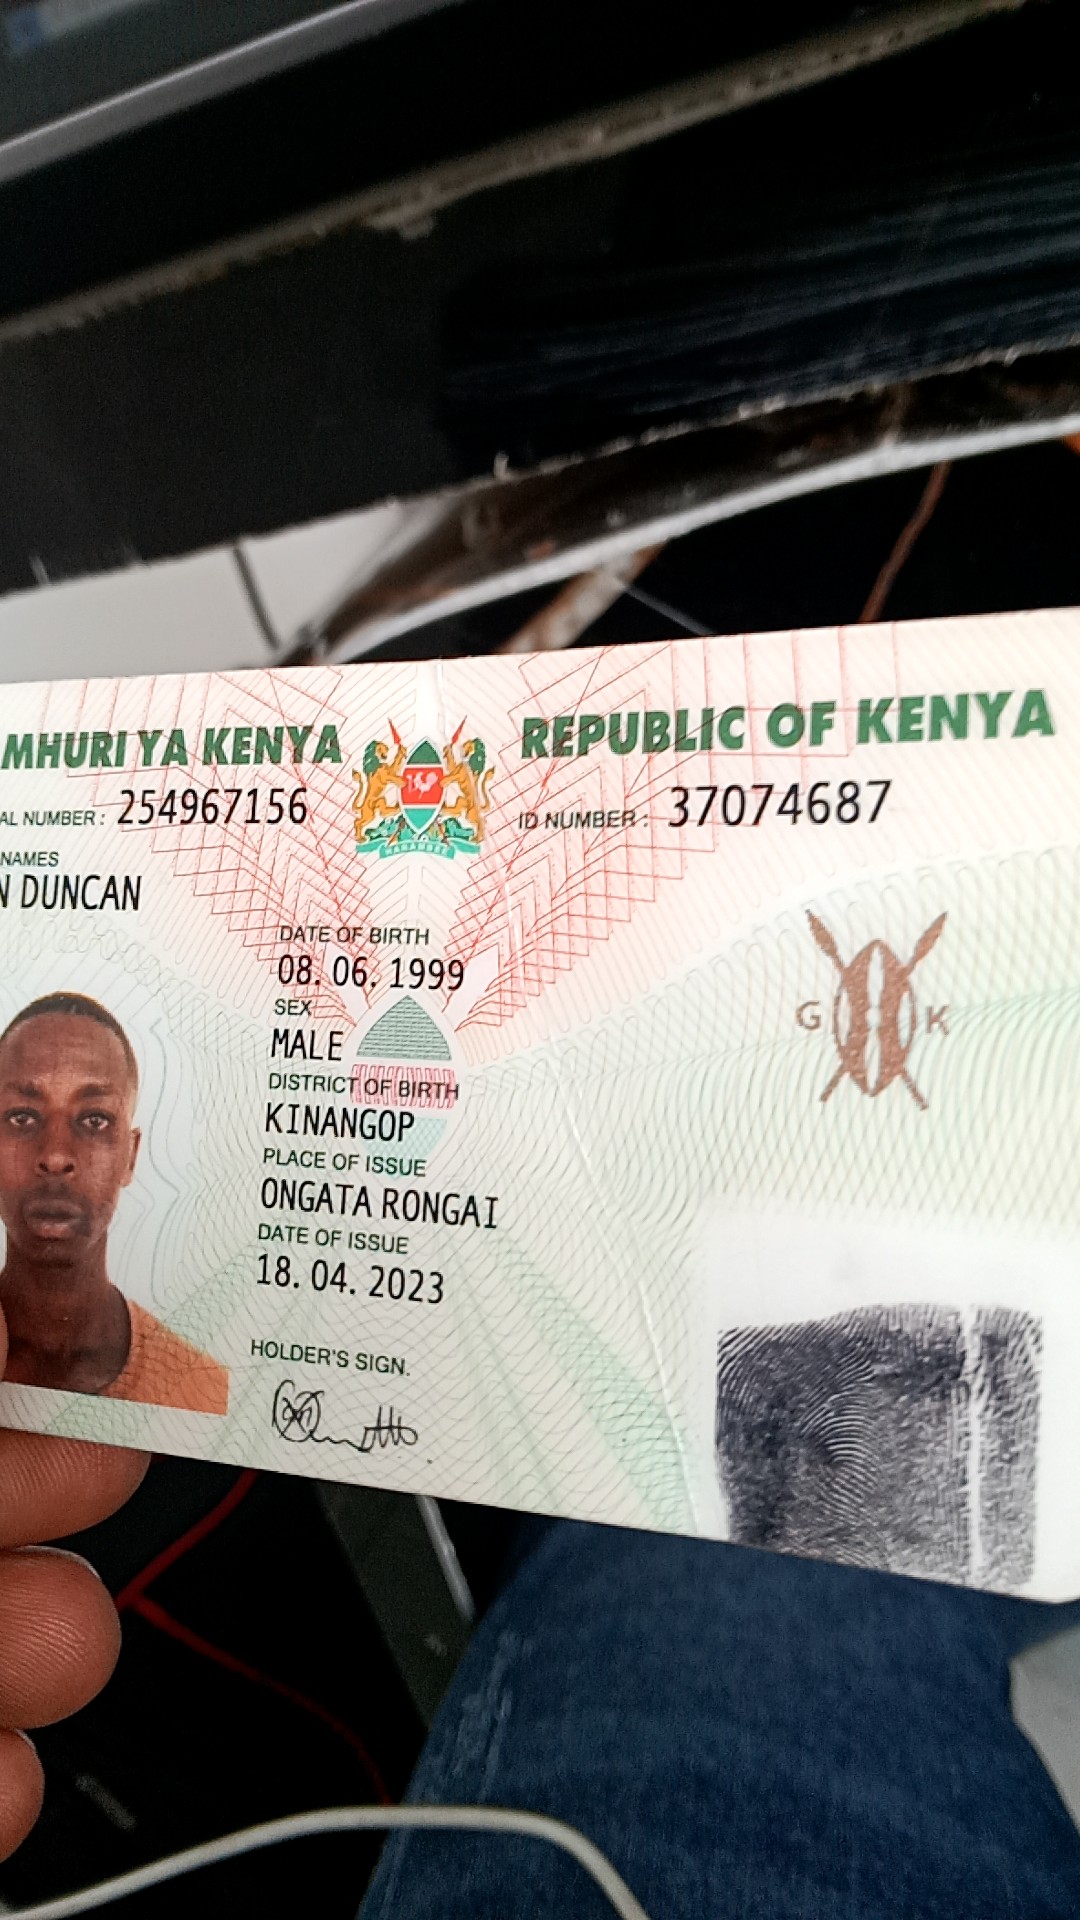 MHURI YA KENYA REPUBLIC OF KENYA
AL NUMBER: 254967156 ID NUMBER: 37074687
NAMES
N DUNCAN
DATE OF BIRTH
08. 06. 1999
SEX
MALE
DISTRICT OF BIRTH
KINANGOP
PLACE OF ISSUE
ONGATA RONGAI
DATE OF ISSUE
18. 04. 2023
HOLDER'S SIGN.
HARAMBEE
G K